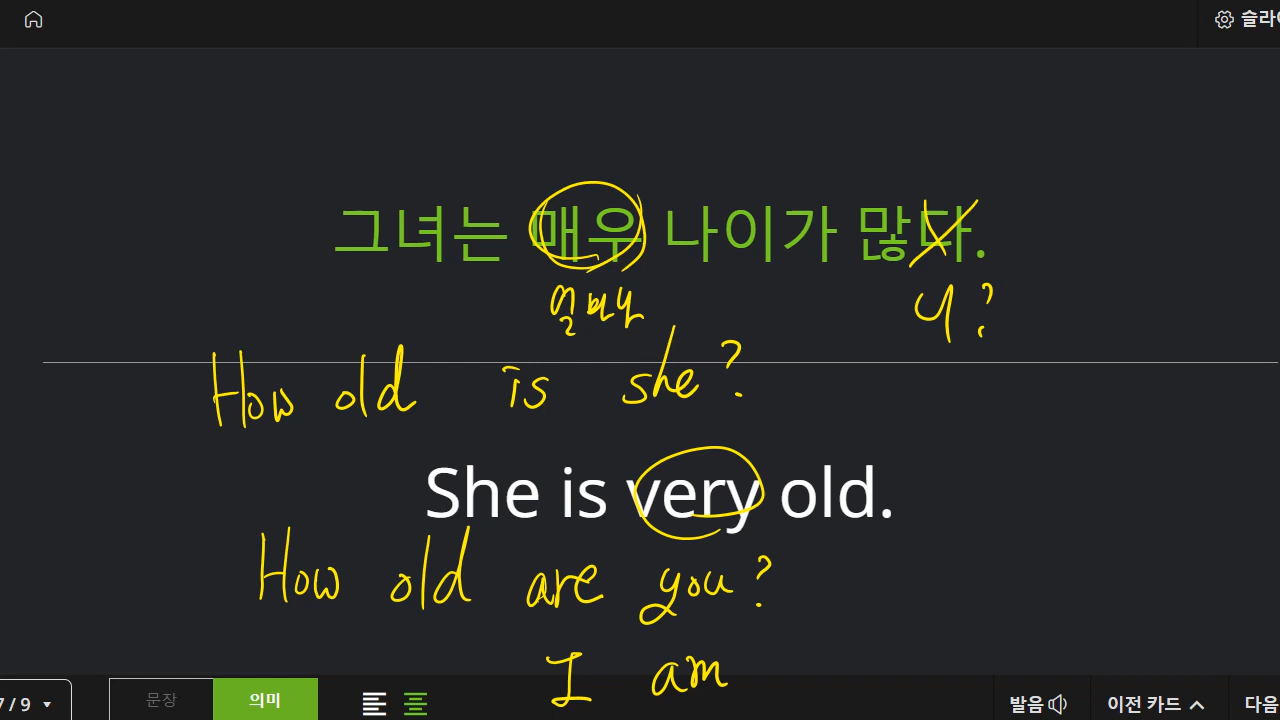 슬라이
그녀는 매우 나이가 많다.
얼마나 니?
How old is she?
She is very old.
How old are you?
I am
7 / 9 문장 의미 발음 이전 카드 다음